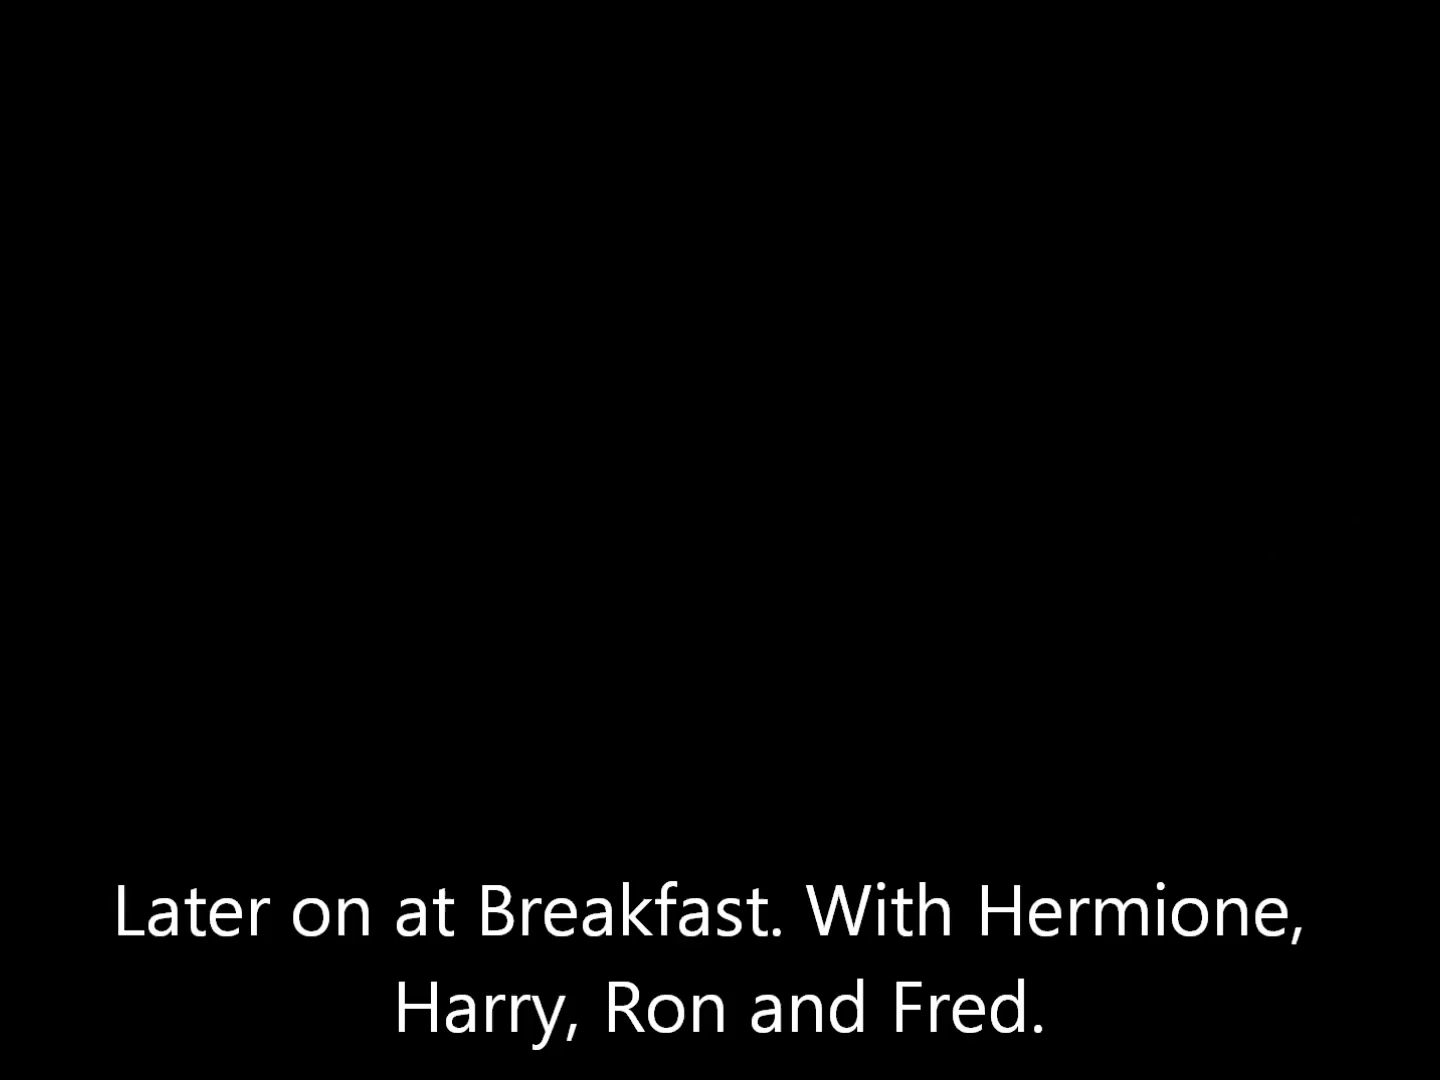 Later on at Breakfast. With Hermione,
Harry, Ron and Fred.